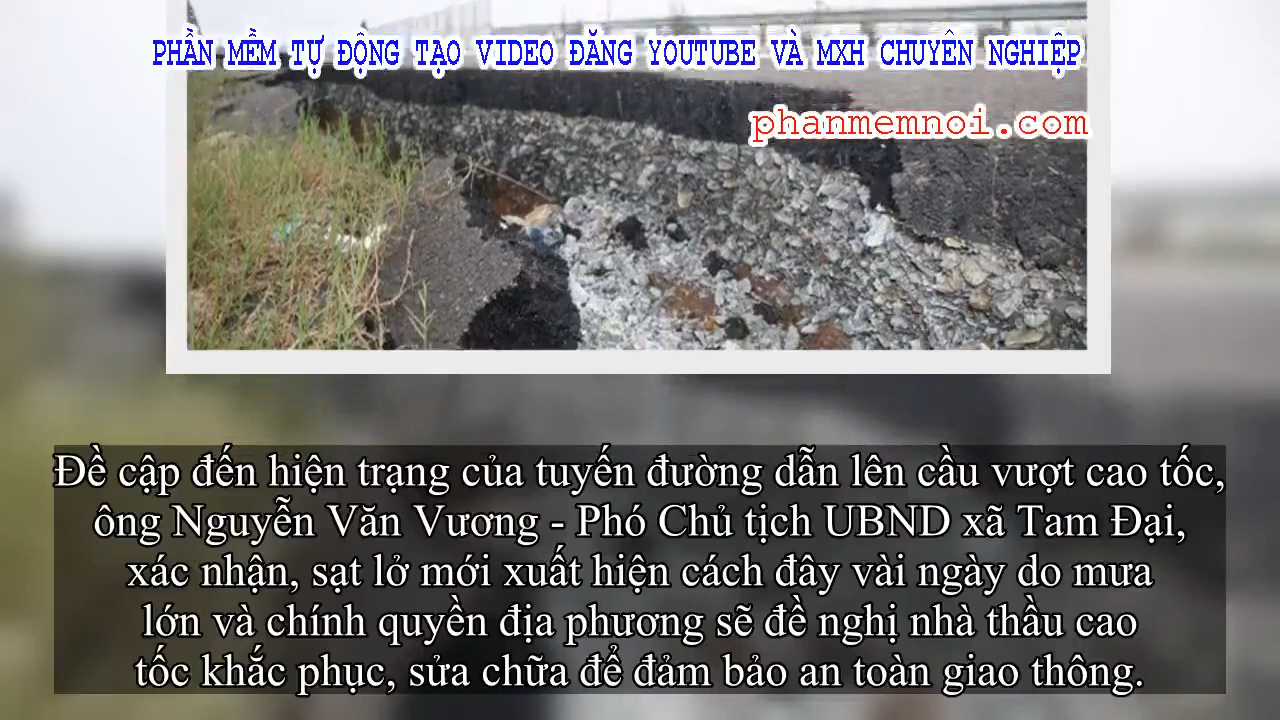 PHẦN MỀM TỰ ĐỘNG TẠO VIDEO ĐĂNG YOUTUBE VÀ MXH CHUYÊN NGHIỆP
phanmemnoi.com
Đề cập đến hiện trạng của tuyến đường dẫn lên cầu vượt cao tốc,
ông Nguyễn Văn Vương - Phó Chủ tịch UBND xã Tam Đại,
xác nhận, sạt lở mới xuất hiện cách đây vài ngày do mưa
lớn và chính quyền địa phương sẽ đề nghị nhà thầu cao
tốc khắc phục, sửa chữa để đảm bảo an toàn giao thông.